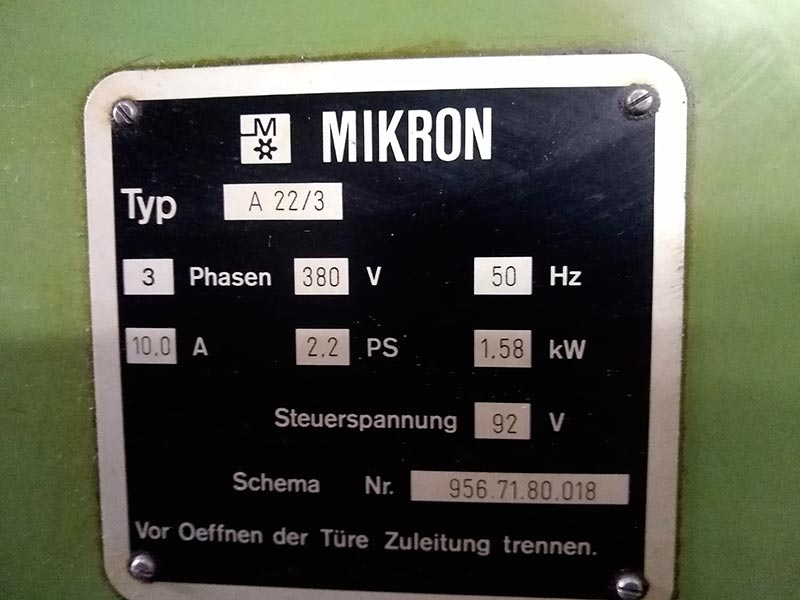 M MIKRON
Typ A 22/3
3 Phasen 380 V 50 Hz
10,0 A 2,2 PS 1,58 kW
Steuerspannung 92 V
Schema Nr. 956.71.80.018
Vor Oeffnen der Türe Zuleitung trennen.